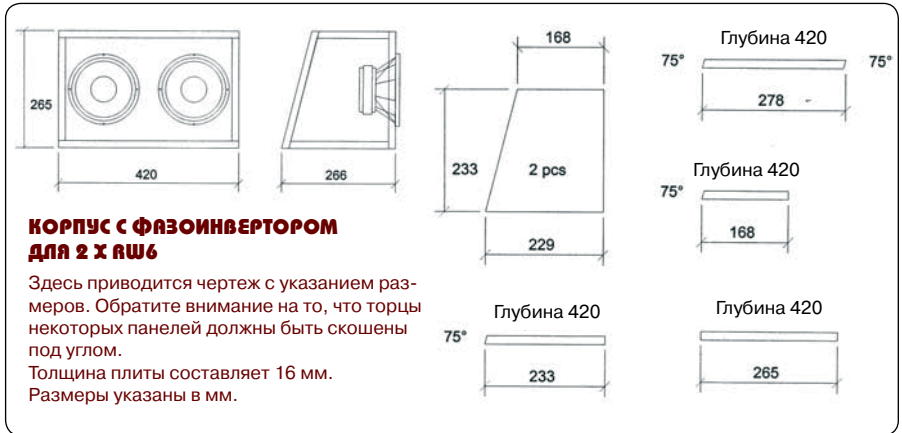 265
420
266
168
233
2 pcs
229
Глубина 420
75°
75°
278
Глубина 420
75°
168
Глубина 420
75°
233
Глубина 420
265
КОРПУС С ФАЗОИНВЕРТОРОМ
ДЛЯ 2 X RW6
Здесь приводится чертеж с указанием раз-
меров. Обратите внимание на то, что торцы
некоторых панелей должны быть скошены
под углом.
Толщина плиты составляет 16 мм.
Размеры указаны в мм.